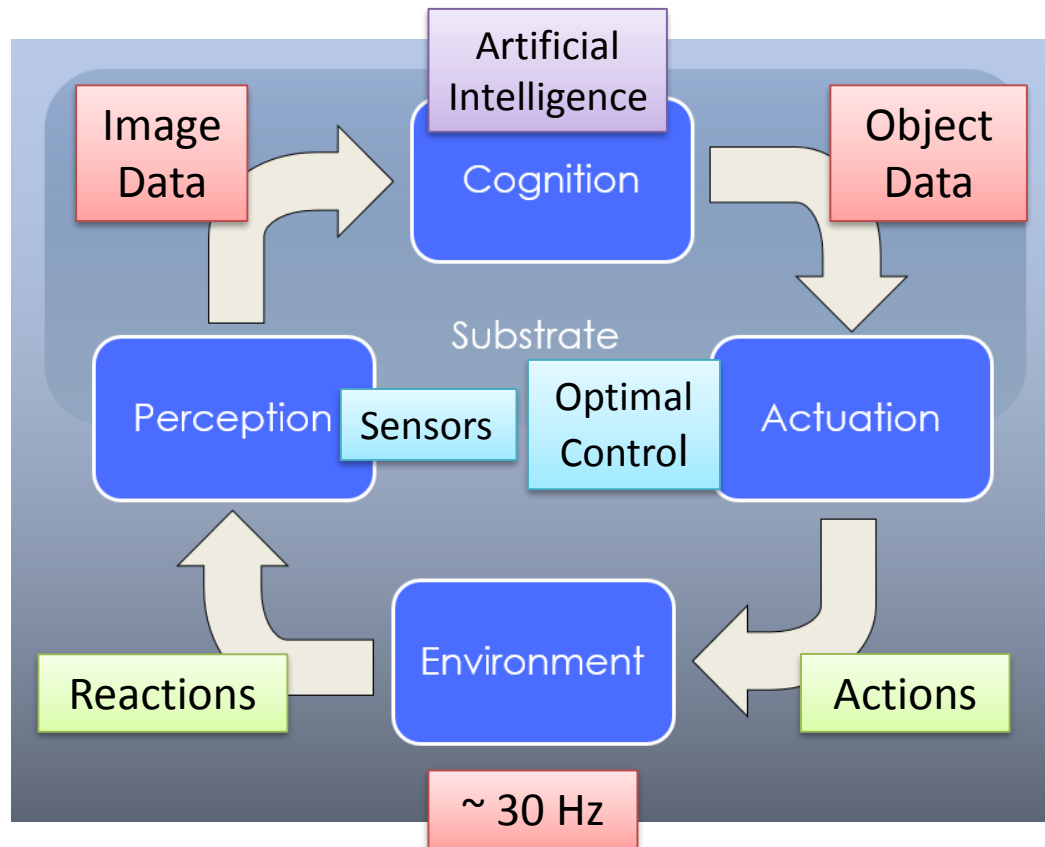 Artificial
Intelligence
Image
Data
Object
Data
Cognition
Substrate
Perception
Sensors
Optimal
Control
Actuation
Environment
Reactions
Actions
~ 30 Hz